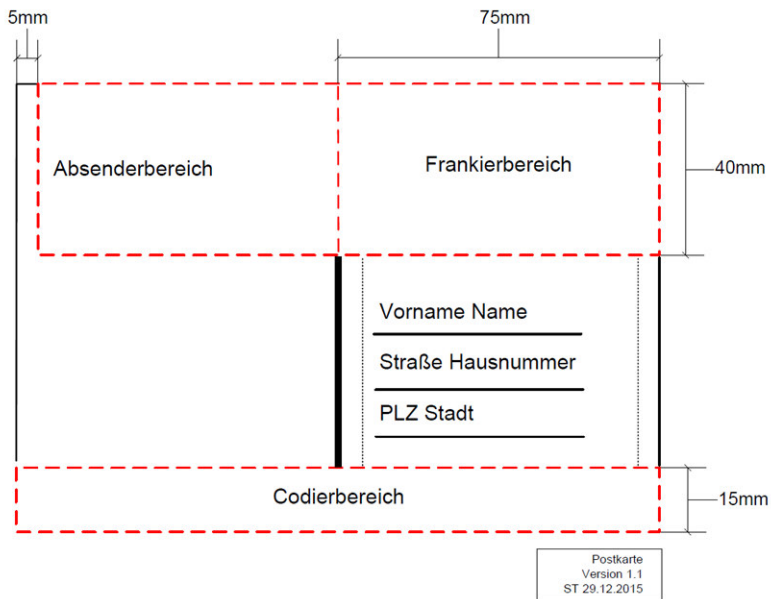 5mm
75mm
Absenderbereich
Frankierbereich
40mm
Vorname Name
Straße Hausnummer
PLZ Stadt
Codierbereich
15mm
Postkarte
Version 1.1
ST 29.12.2015